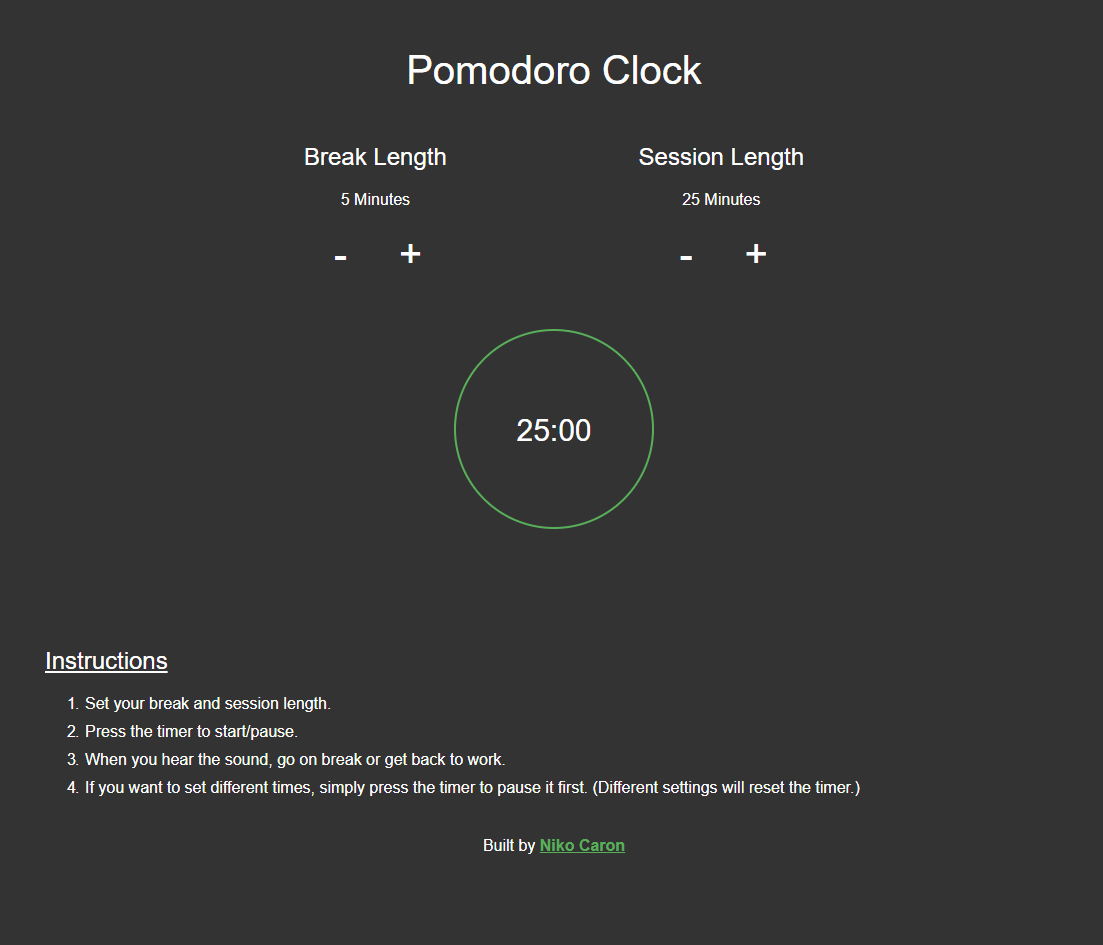 Pomodoro Clock
Break Length
Session Length
5 Minutes
25 Minutes
- +
- +
25:00
Instructions
1. Set your break and session length.
2. Press the timer to start/pause.
3. When you hear the sound, go on break or get back to work.
4. If you want to set different times, simply press the timer to pause it first. (Different settings will reset the timer.)
Built by Niko Caron